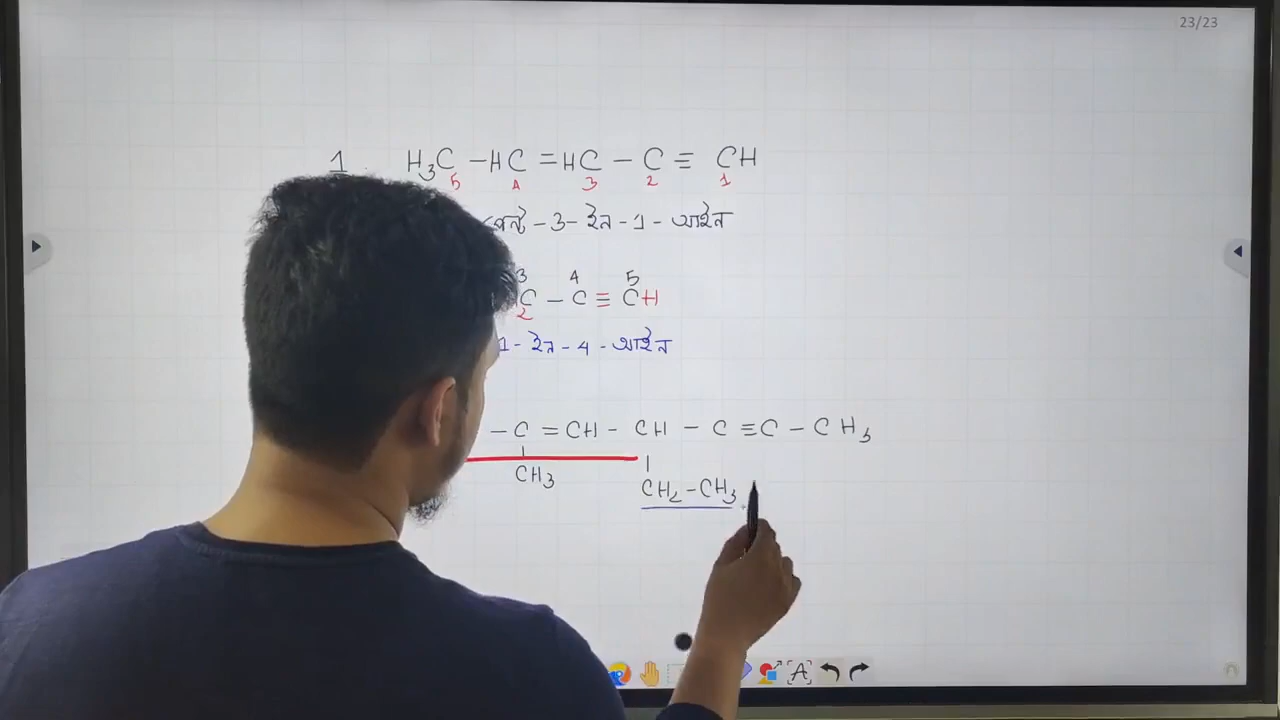 23/23
1. H₃C – HC = HC – C ≡ CH
5 4 3 2 1
পেন্ট – 3 – ইন – 1 – আইন
3 4 5
C – C ≡ CH
2
1 – ইন – 4 – আইন
– C = CH – CH – C ≡ C – CH₃
CH₃ CH₂ – CH₃